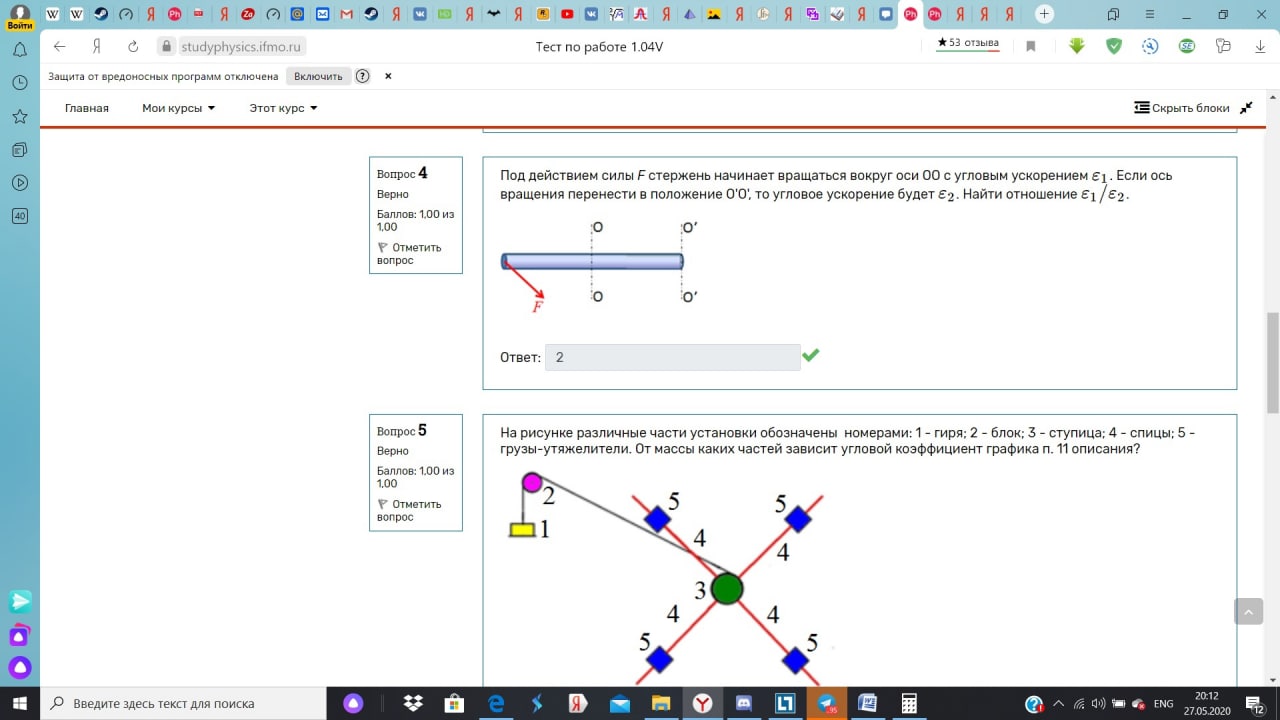 Войти
studyphysics.ifmo.ru
Тест по работе 1.04V
★ 53 отзыва
Защита от вредоносных программ отключена
Включить
Главная
Мои курсы
Этот курс
Скрыть блоки
40
Вопрос 4
Верно
Баллов: 1,00 из
1,00
Отметить
вопрос
Под действием силы F стержень начинает вращаться вокруг оси ОО с угловым ускорением ε₁. Если ось
вращения перенести в положение O'O', то угловое ускорение будет ε₂. Найти отношение ε₁/ε₂.
O
O'
O
O'
F
Ответ: 2
Вопрос 5
Верно
Баллов: 1,00 из
1,00
Отметить
вопрос
На рисунке различные части установки обозначены номерами: 1 - гиря; 2 - блок; 3 - ступица; 4 - спицы; 5 -
грузы-утяжелители. От массы каких частей зависит угловой коэффициент графика п. 11 описания?
2
1
5
5
4
4
3
4
4
5
5
Введите здесь текст для поиска
ENG
20:12
27.05.2020
12